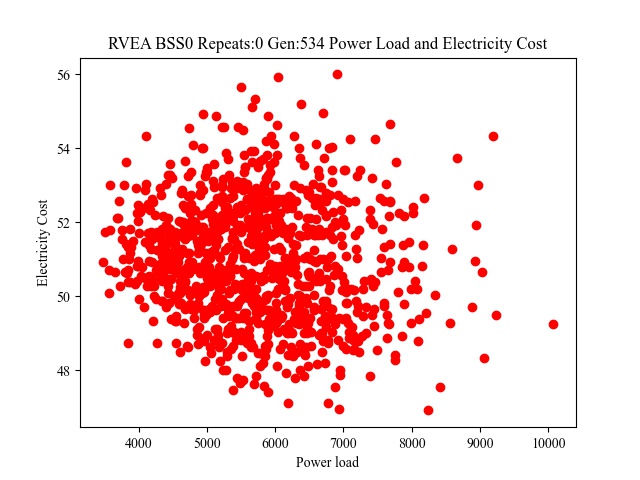 RVEA BSS0 Repeats:0 Gen:534 Power Load and Electricity Cost
56
54
52
50
48
Electricity Cost
4000 5000 6000 7000 8000 9000 10000
Power load